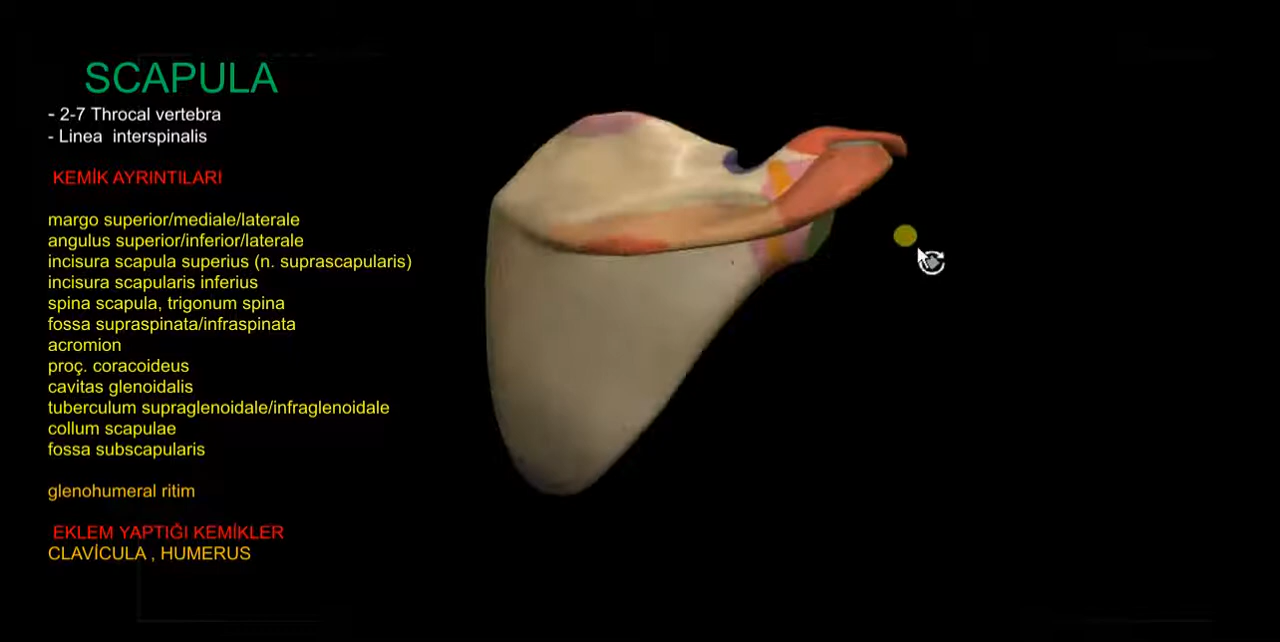 SCAPULA
- 2-7 Throcal vertebra
- Linea interspinalis
KEMİK AYRINTILARI
margo superior/mediale/laterale
angulus superior/inferior/laterale
incisura scapula superius (n. suprascapularis)
incisura scapularis inferius
spina scapula, trigonum spina
fossa supraspinata/infraspinata
acromion
proç. coracoideus
cavitas glenoidalis
tuberculum supraglenoidale/infraglenoidale
collum scapulae
fossa subscapularis
glenohumeral ritim
EKLEM YAPTIĞI KEMİKLER
CLAVİCULA , HUMERUS